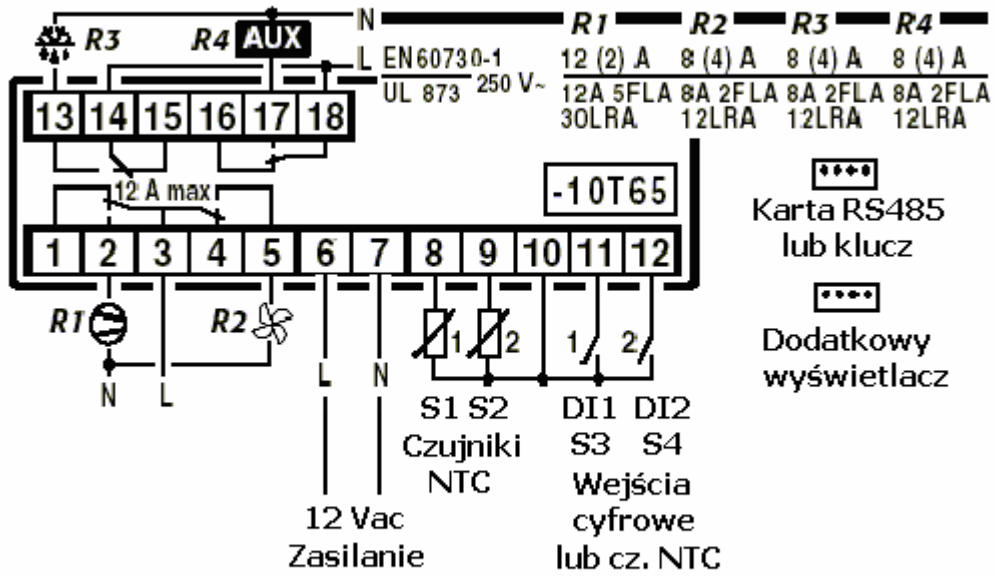 N R1 R2 R3 R4
R3 R4 AUX
L EN60730-1 250 V~ 12 (2) A 8 (4) A 8 (4) A 8 (4) A
UL 873 12A 5FLA 8A 2FLA 8A 2FLA 8A 2FLA
30LRA 12LRA 12LRA 12LRA
13 14 15 16 17 18
12 A max
-10T65
Karta RS485
lub klucz
1 2 3 4 5 6 7 8 9 10 11 12
R1 R2
1 2 1 2
Dodatkowy
wyświetlacz
N L L N
S1 S2 DI1 DI2
Czujniki S3 S4
NTC Wejścia
12 Vac cyfrowe
Zasilanie lub cz. NTC